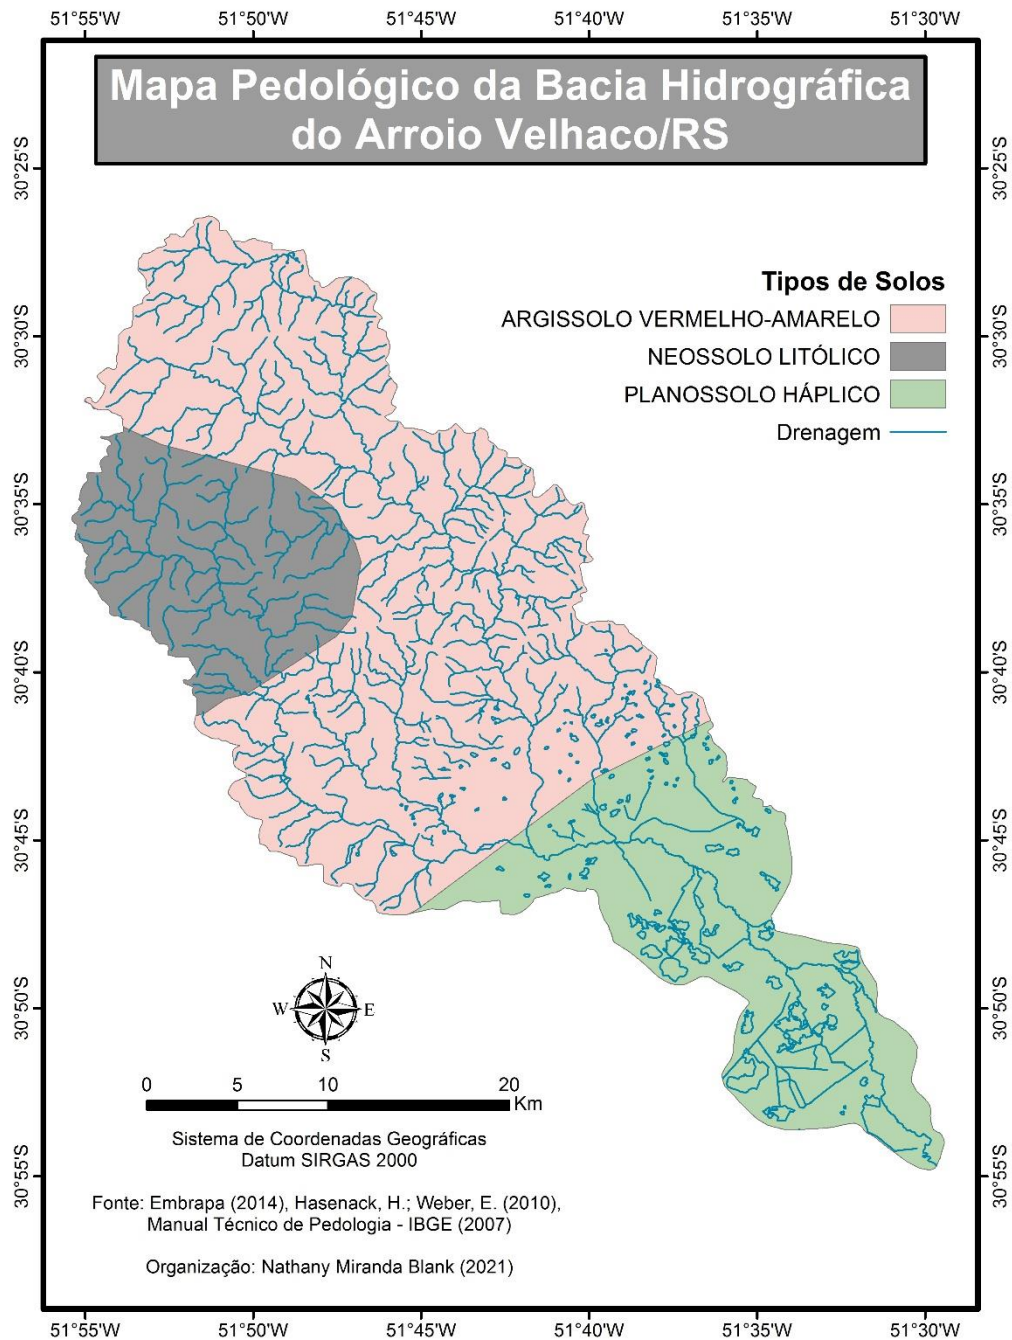 51°55'W 51°50'W 51°45'W 51°40'W 51°35'W 51°30'W
Mapa Pedológico da Bacia Hidrográfica
do Arroio Velhaco/RS
30°25'S 30°25'S
Tipos de Solos
ARGISSOLO VERMELHO-AMARELO
30°30'S 30°30'S
NEOSSOLO LITÓLICO
PLANOSSOLO HÁPLICO
Drenagem
30°35'S 30°35'S
30°40'S 30°40'S
30°45'S 30°45'S
N
W E
S
30°50'S 30°50'S
0 5 10 20
Km
Sistema de Coordenadas Geográficas
Datum SIRGAS 2000
30°55'S 30°55'S
Fonte: Embrapa (2014), Hasenack, H.; Weber, E. (2010),
Manual Técnico de Pedologia - IBGE (2007)
Organização: Nathany Miranda Blank (2021)
51°55'W 51°50'W 51°45'W 51°40'W 51°35'W 51°30'W